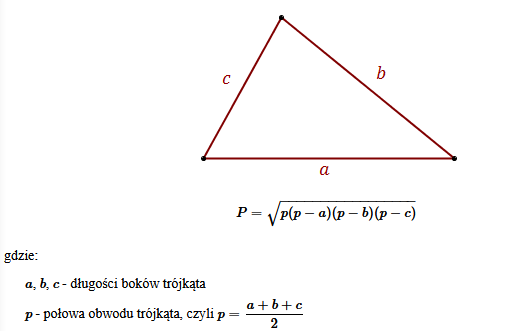 c
b
a
P = √p(p − a)(p − b)(p − c)
gdzie:
a, b, c - długości boków trójkąta
p - połowa obwodu trójkąta, czyli p = (a + b + c)/2